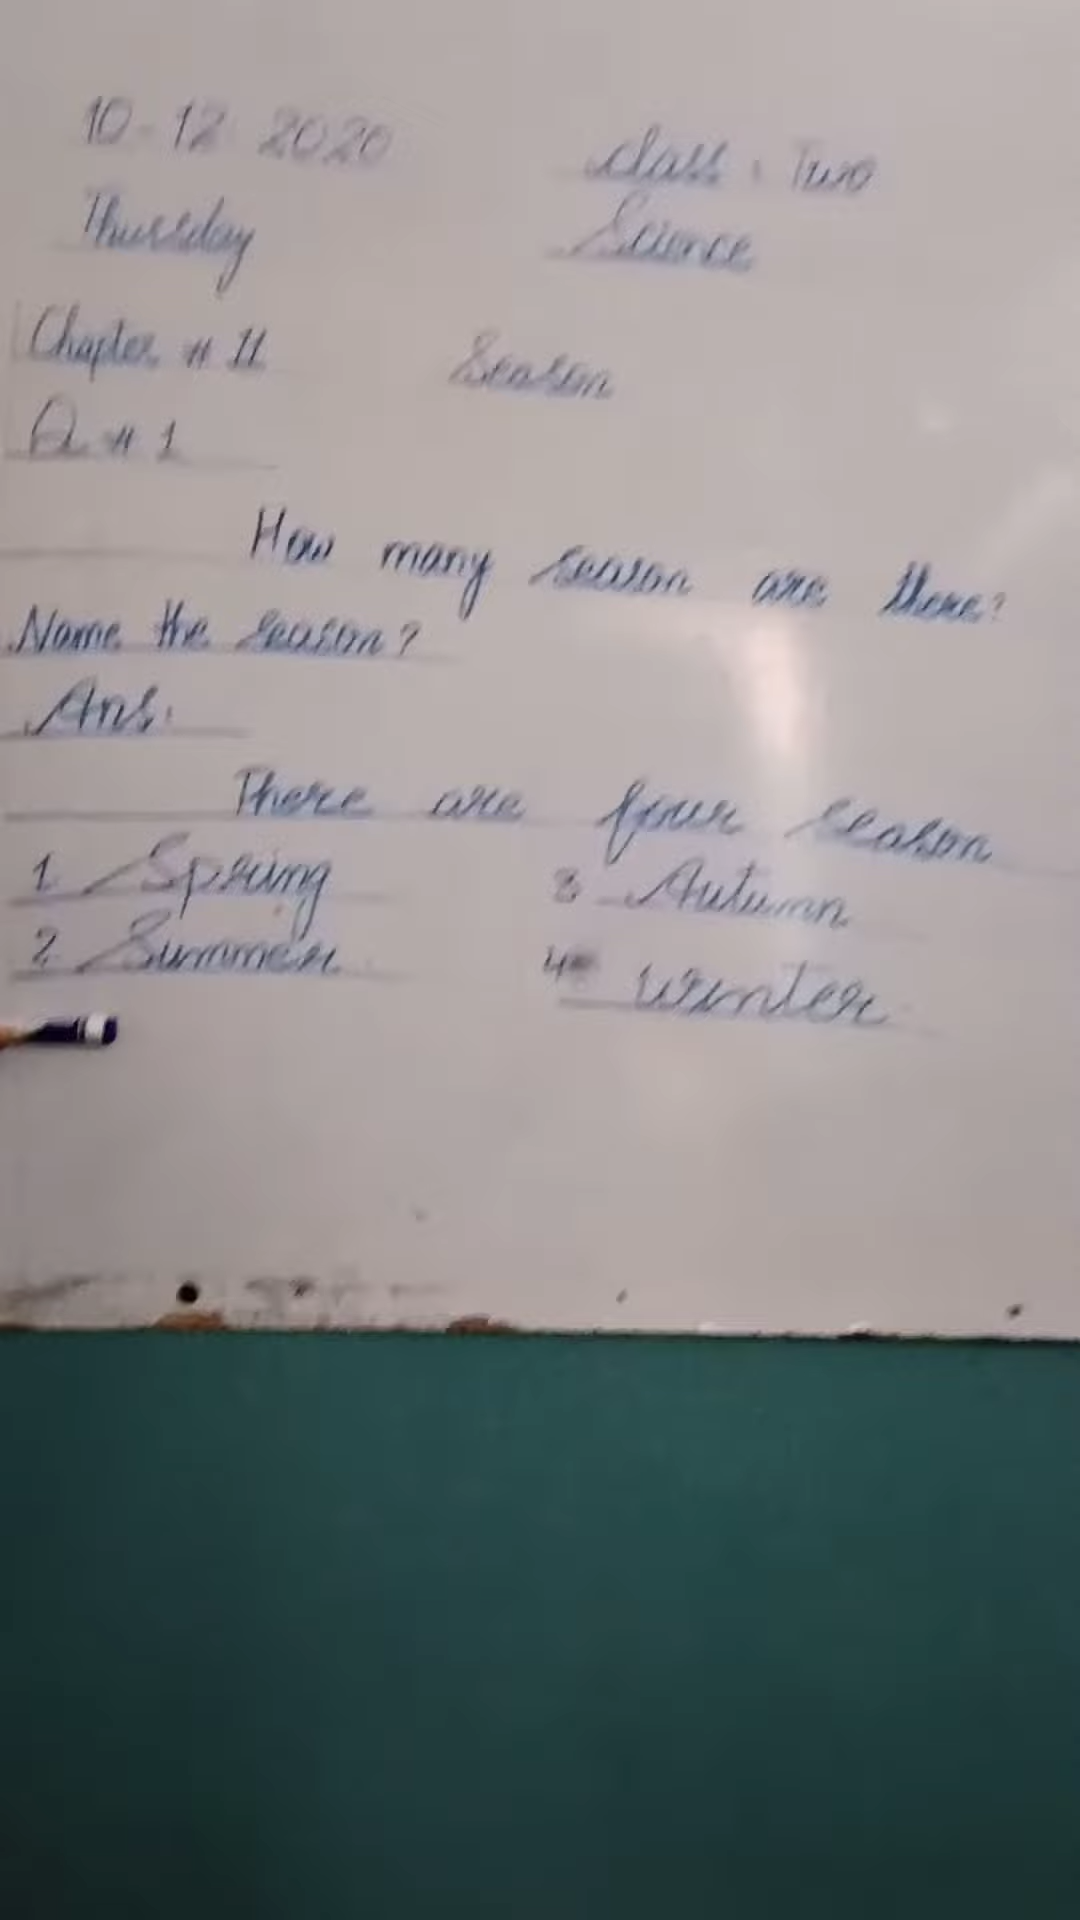 10-12-2020 Class: Two
Thursday Science
Chapter # 11 Season
Q # 1
How many season are there?
Name the season?
Ans:
There are four season
1 Spring 3 Autumn
2 Summer 4 Winter